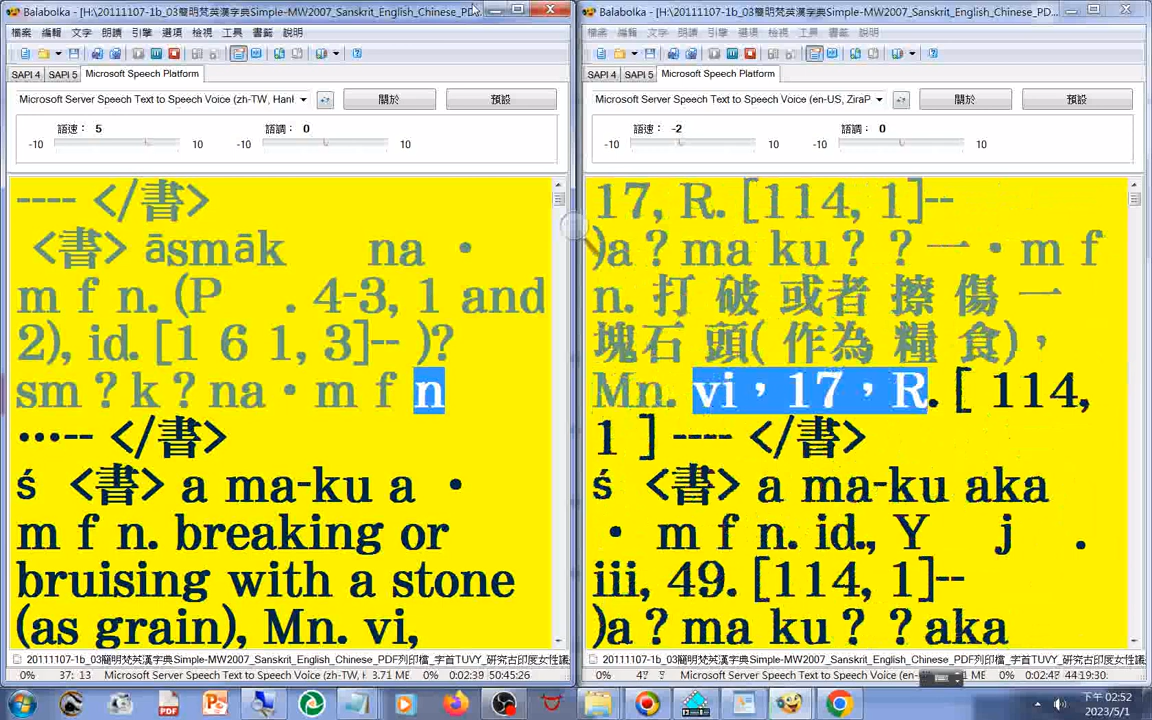 Balabolka - [H:\20111107-1b_03簡明梵英漢字典Simple-MW2007_Sanskrit_English_Chinese_PD...
檔案 編輯 文字 朗讀 引擎 選項 檢視 工具 書籤 說明
SAPI 4 SAPI 5 Microsoft Speech Platform
Microsoft Server Speech Text to Speech Voice (zh-TW, HanH 關於 預設
語速： 5 語調： 0
-10 10 -10 10
---- </書>
<書> āsmāk na •
m f n. (P . 4-3, 1 and
2), id. [1 6 1, 3]-- )?
sm ? k ? na • m f n
…-- </書>
ś <書> a ma-ku a •
m f n. breaking or
bruising with a stone
(as grain), Mn. vi,
20111107-1b_03簡明梵英漢字典Simple-MW2007_Sanskrit_English_Chinese_PDF列印檔_字首TUVY_研究古印度女性議
0% 37: 13 Microsoft Server Speech Text to Speech Voice (zh-TW, H 3.71 ME 0% 0:02:39 50:45:26
Balabolka - [H:\20111107-1b_03簡明梵英漢字典Simple-MW2007_Sanskrit_English_Chinese_PD...
檔案 編輯 文字 朗讀 引擎 選項 檢視 工具 書籤 說明
SAPI 4 SAPI 5 Microsoft Speech Platform
Microsoft Server Speech Text to Speech Voice (en-US, ZiraP 關於 預設
語速： -2 語調： 0
-10 10 -10 10
17, R. [114, 1]--
)a ? ma ku ? ? 一 • m f
n. 打 破 或者 擦 傷 一
塊石 頭( 作為 糧 食)，
Mn. vi，17，R. [ 114,
1 ] ---- </書>
ś <書> a ma-ku aka
• m f n. id., Y j .
iii, 49. [114, 1]--
)a ? ma ku ? ? aka
20111107-1b_03簡明梵英漢字典Simple-MW2007_Sanskrit_English_Chinese_PDF列印檔_字首TUVY_研究古印度女性議
0% Microsoft Server Speech Text to Speech Voice (en-US, ZiraP 0% 44:19:30
下午 02:52
2023/5/1